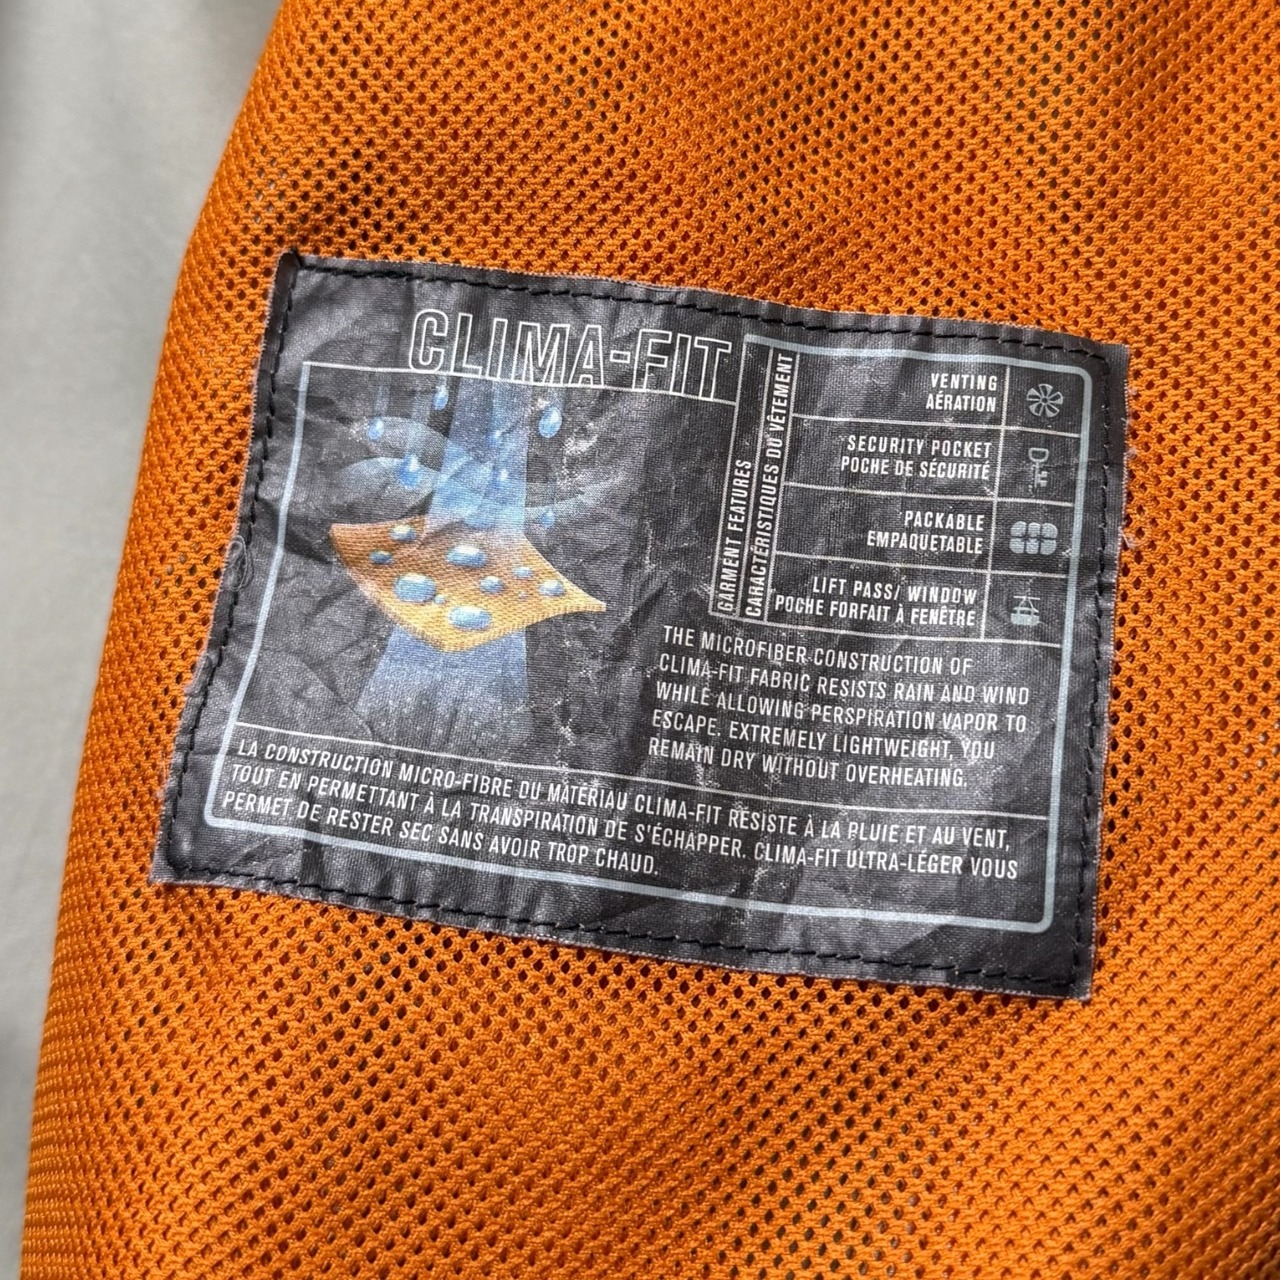 CLIMA-FIT
GARMENT FEATURES
CARACTÉRISTIQUES DU VÊTEMENT
VENTING
AÉRATION
SECURITY POCKET
POCHE DE SÉCURITÉ
PACKABLE
EMPAQUETABLE
LIFT PASS/ WINDOW
POCHE FORFAIT À FENÊTRE
THE MICROFIBER CONSTRUCTION OF
CLIMA-FIT FABRIC RESISTS RAIN AND WIND
WHILE ALLOWING PERSPIRATION VAPOR TO
ESCAPE. EXTREMELY LIGHTWEIGHT, YOU
REMAIN DRY WITHOUT OVERHEATING.
LA CONSTRUCTION MICRO-FIBRE DU MATÉRIAU CLIMA-FIT RÉSISTE À LA PLUIE ET AU VENT,
TOUT EN PERMETTANT À LA TRANSPIRATION DE S'ÉCHAPPER. CLIMA-FIT ULTRA-LÉGER VOUS
PERMET DE RESTER SEC SANS AVOIR TROP CHAUD.